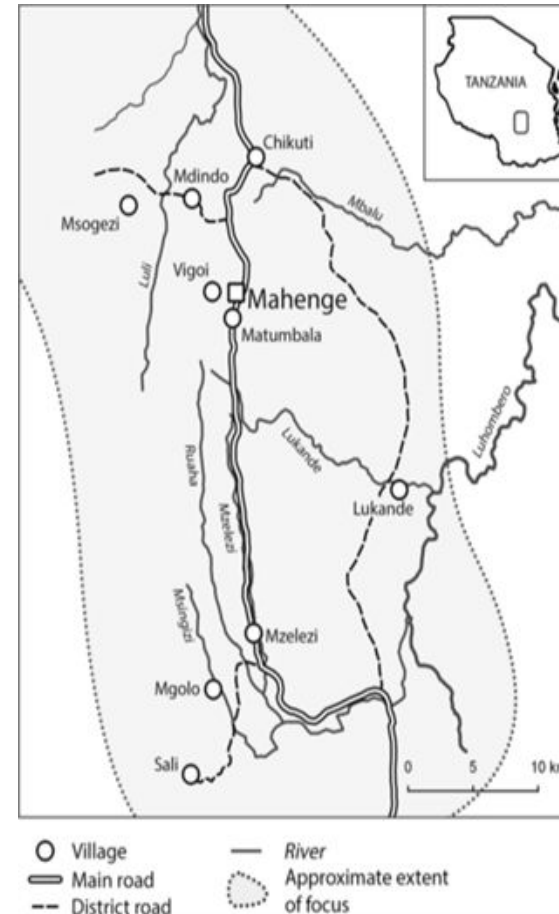 TANZANIA
Chikuti
Mdindo
Mbalu
Msogezi
Luli
Vigoi
Mahenge
Matumbala
Luhombero
Ruaha
Lukande
Mzelezi
Lukande
Msingizi
Mzelezi
Mgolo
Sali
0 5 10 km
Village
River
Main road
Approximate extent
District road
of focus